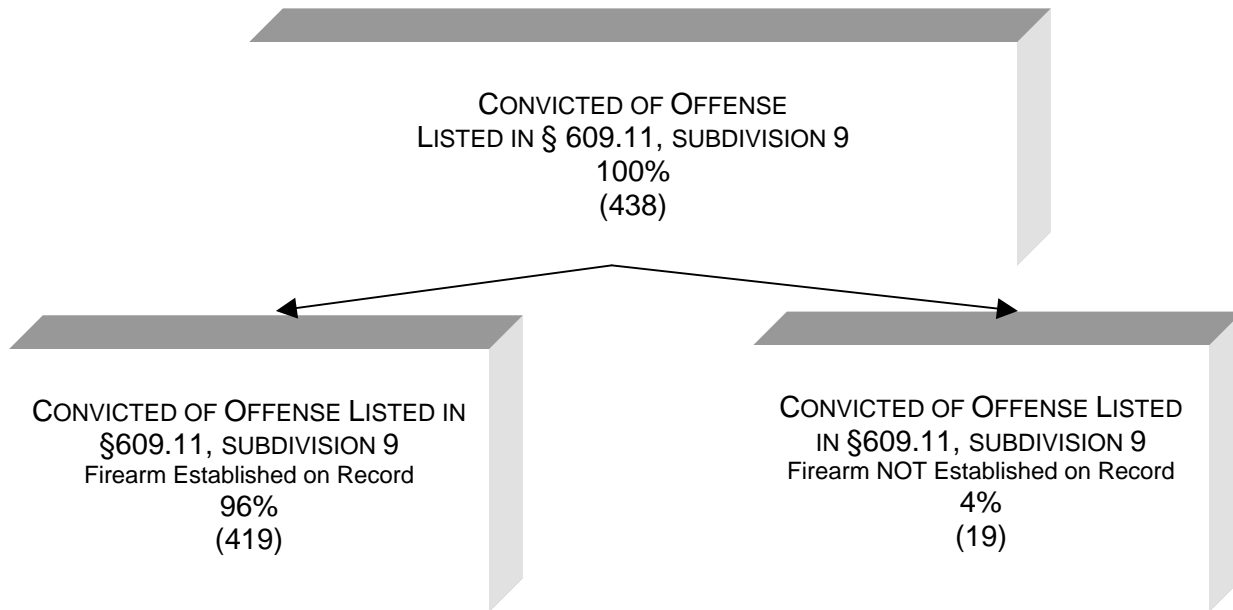 CONVICTED OF OFFENSE
LISTED IN § 609.11, SUBDIVISION 9
100%
(438)
CONVICTED OF OFFENSE LISTED IN
§609.11, SUBDIVISION 9
Firearm Established on Record
96%
(419)
CONVICTED OF OFFENSE LISTED
IN §609.11, SUBDIVISION 9
Firearm NOT Established on Record
4%
(19)